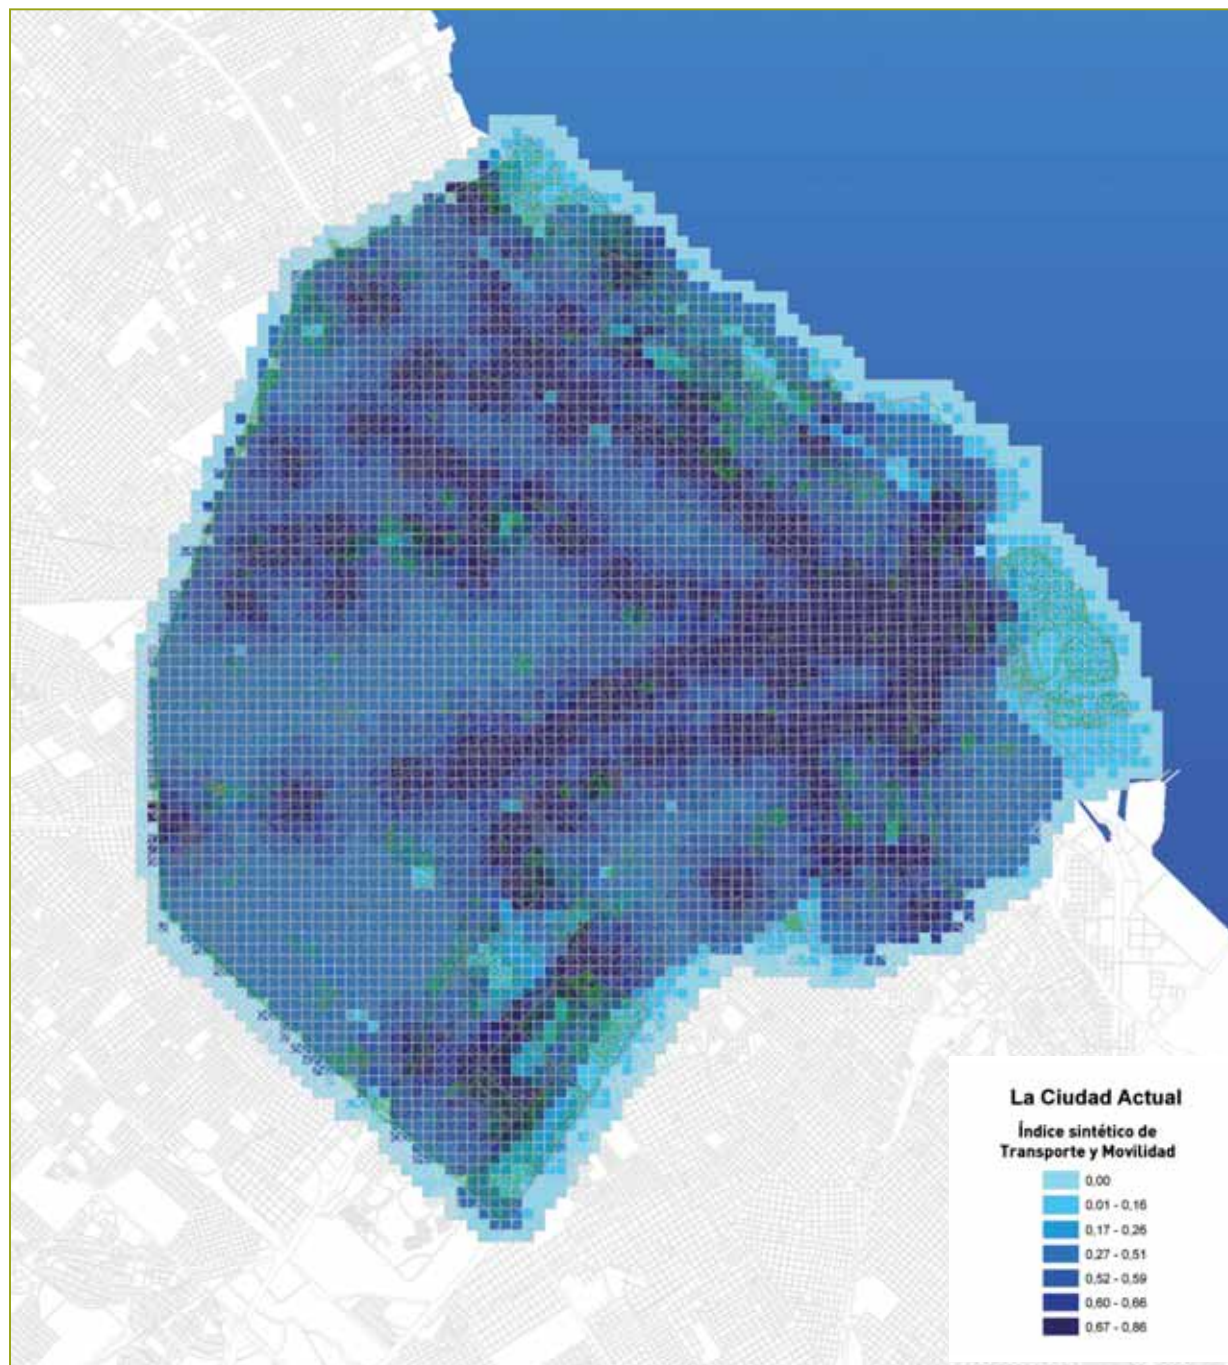 La Ciudad Actual
Índice sintético de
Transporte y Movilidad
0,00
0,01 - 0,16
0,17 - 0,26
0,27 - 0,51
0,52 - 0,59
0,60 - 0,66
0,67 - 0,86